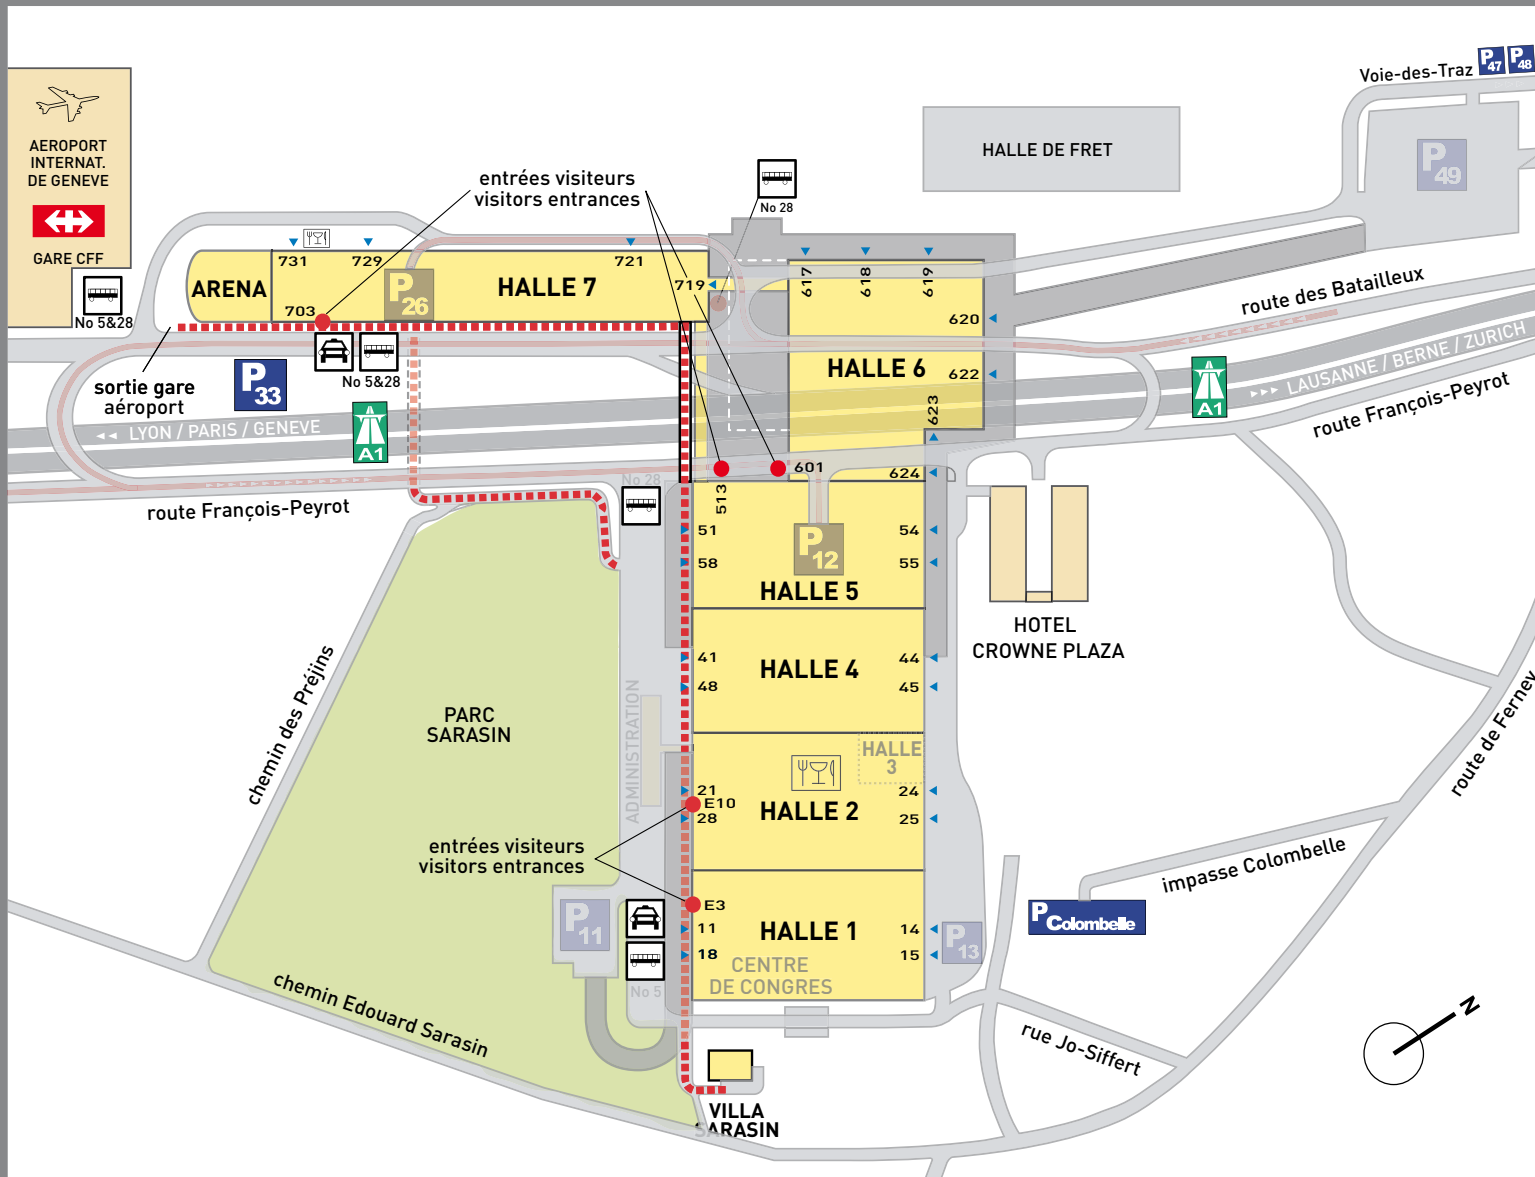 Voie-des-Traz
P47
P48
AEROPORT
INTERNAT.
DE GENEVE
GARE CFF
No 5&28
HALLE DE FRET
P49
entrées visiteurs
visitors entrances
No 28
731
729
721
719
703
ARENA
P26
HALLE 7
617
618
619
620
622
623
624
HALLE 6
route des Batailleux
sortie gare
aéroport
P33
No 5&28
A1
LYON / PARIS / GENEVE
A1
LAUSANNE / BERNE / ZURICH
route François-Peyrot
route François-Peyrot
No 28
601
513
51
58
54
55
P12
HALLE 5
HOTEL
CROWNE PLAZA
41
48
44
45
HALLE 4
chemin des Préjins
PARC
SARASIN
ADMINISTRATION
HALLE
3
21
E10
28
24
25
HALLE 2
route de Ferney
entrées visiteurs
visitors entrances
impasse Colombelle
P Colombelle
E3
11
18
14
15
HALLE 1
P11
P13
No 5
CENTRE
DE CONGRES
chemin Edouard Sarasin
rue Jo-Siffert
N
VILLA
SARASIN